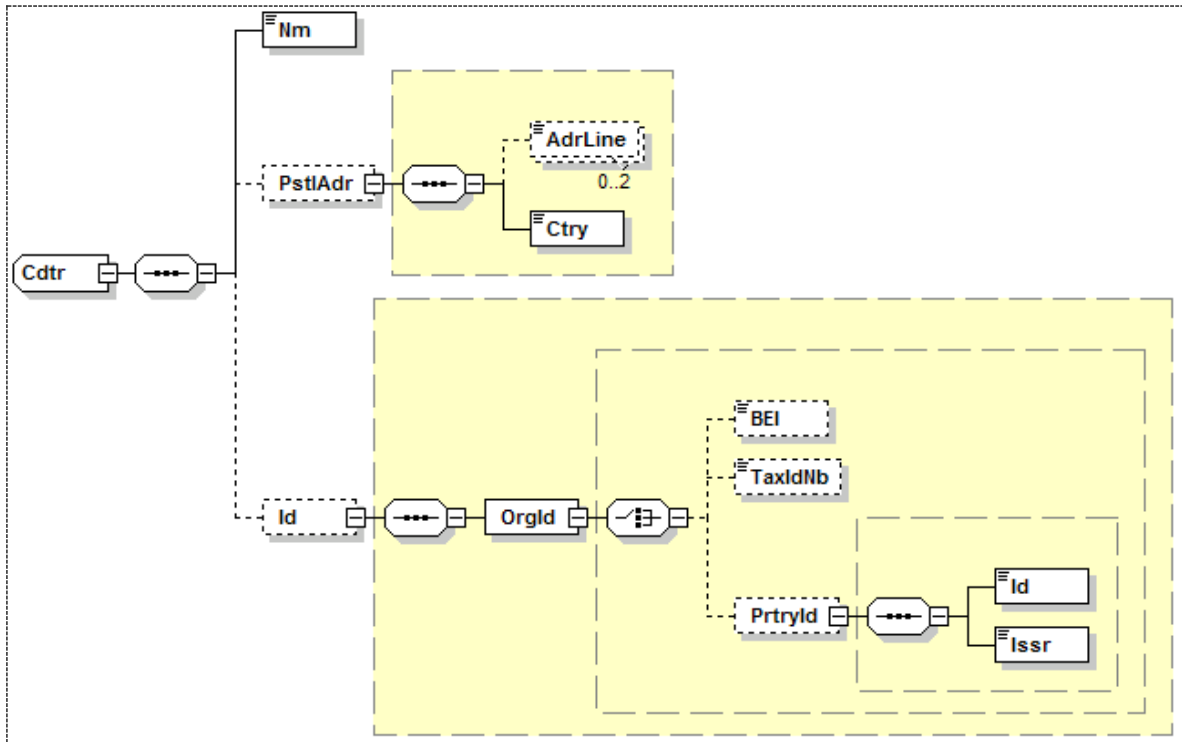 Nm
AdrLine
0..2
PstlAdr
Ctry
Cdtr
BEI
TaxIdNb
Id
OrgId
Id
PrtryId
Issr